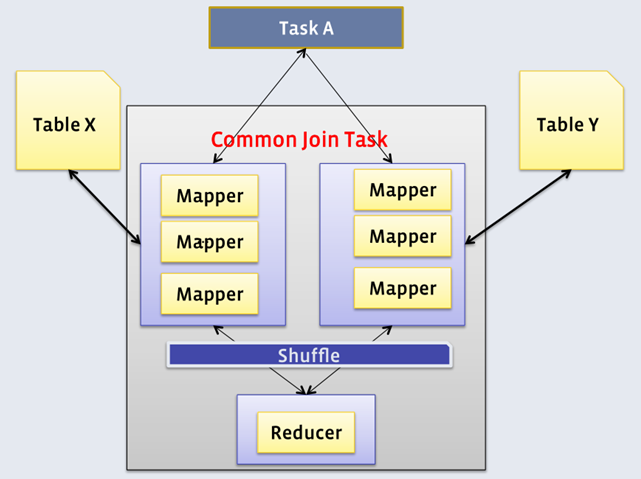 Task A
Table X
Table Y
Common Join Task
Mapper
Mapper
Mapper
Mapper
Mapper
Mapper
Shuffle
Reducer